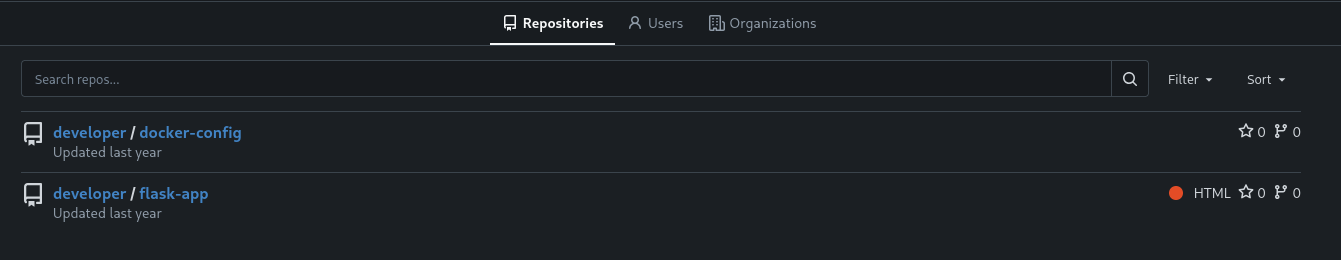 Repositories Users Organizations
Search repos... Filter Sort
developer / docker-config 0 0
Updated last year
developer / flask-app HTML 0 0
Updated last year